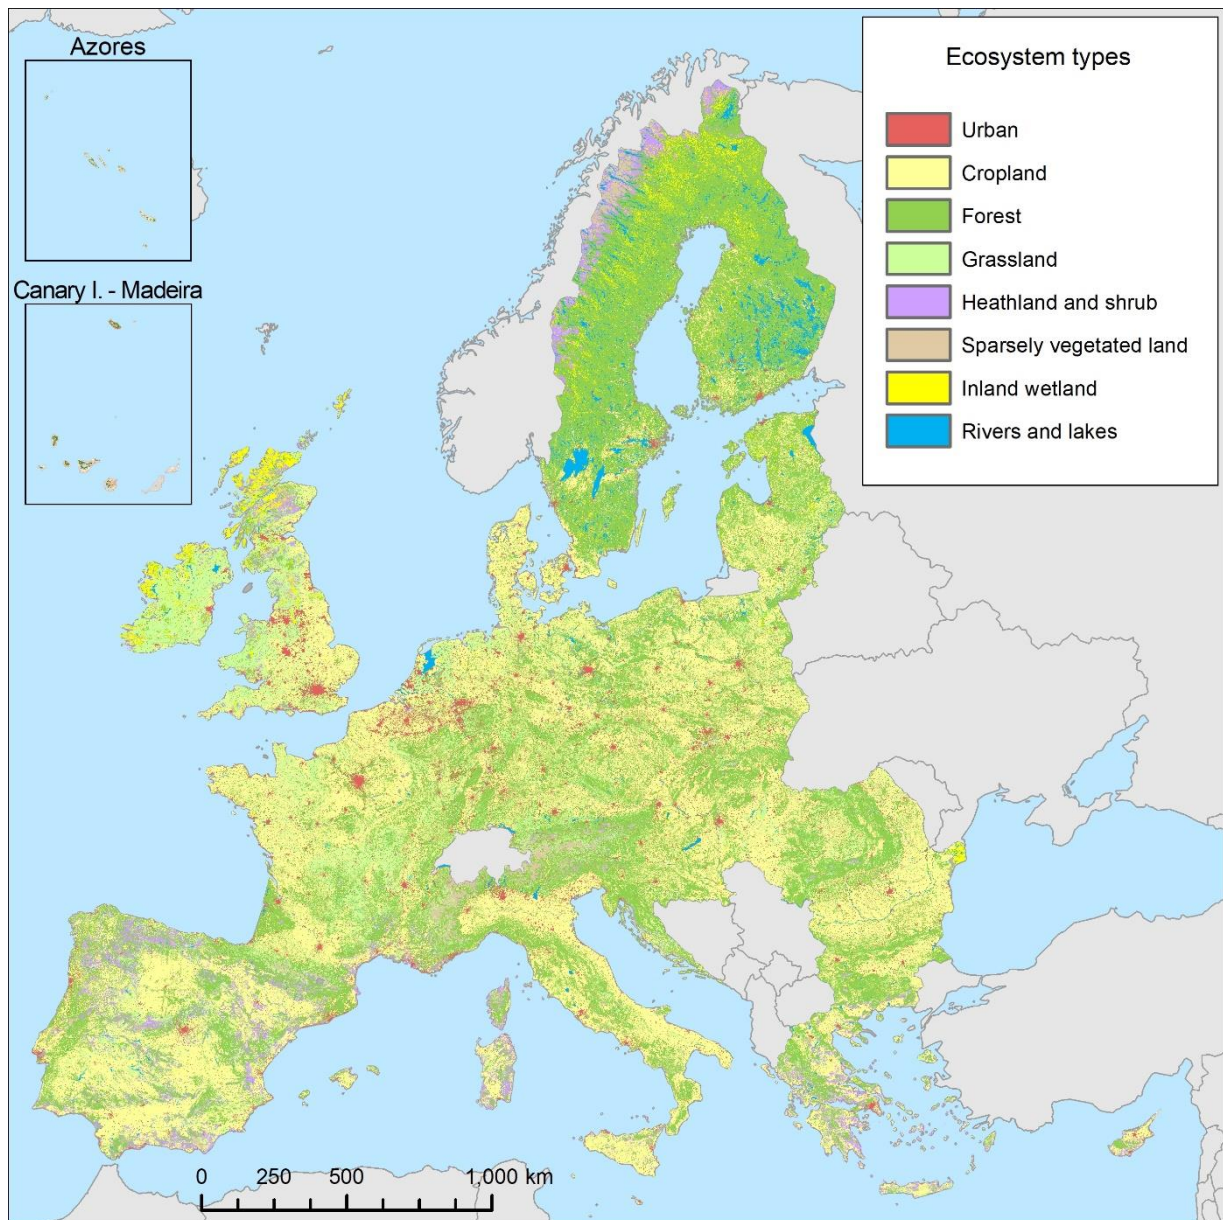 Azores
Canary I. - Madeira
Ecosystem types
Urban
Cropland
Forest
Grassland
Heathland and shrub
Sparsely vegetated land
Inland wetland
Rivers and lakes
0 250 500 1,000 km